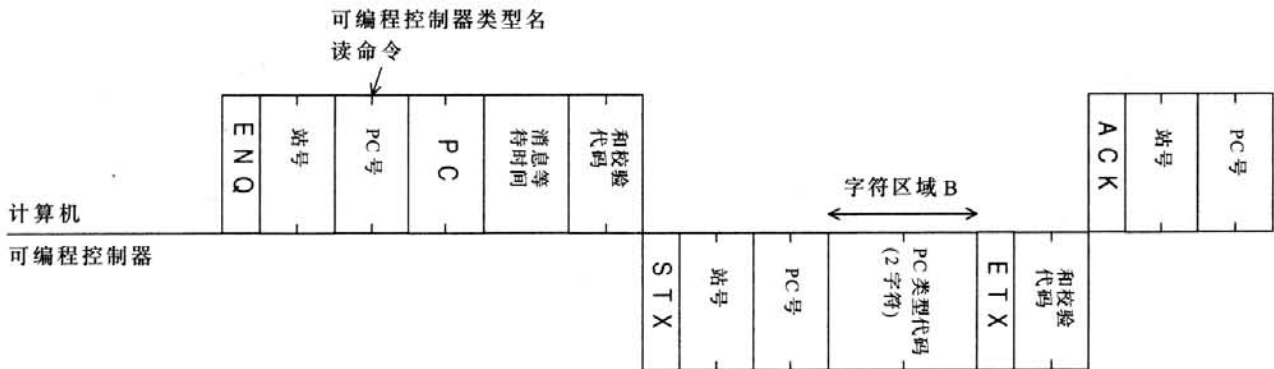 可编程控制器类型名
读命令
ENQ
站号
PC号
PC
消息等
待时间
和校验
代码
ACK
站号
PC号
字符区域B
计算机
可编程控制器
STX
站号
PC号
PC类型代码
(2字符)
ETX
和校验
代码